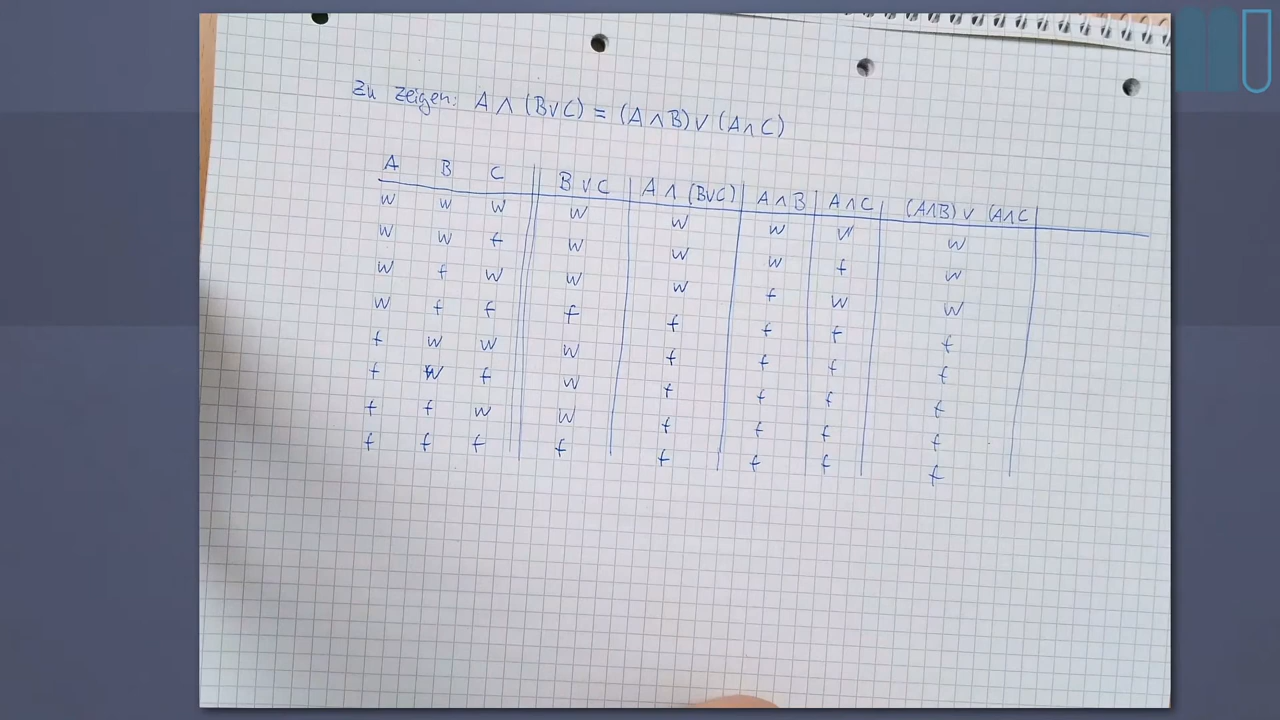 Zu zeigen: A ∧ (B∨C) = (A∧B)∨(A∧C)
A B C B ∨ C A ∧ (B∨C) A ∧ B A ∧ C (A∧B) ∨ (A∧C
w w w w w w w w
w w f w w w f w
w f w w w f w w
w f f f f f f f
f w w w f f f f
f w f w f f f f
f f w w f f f f
f f f f f f f f